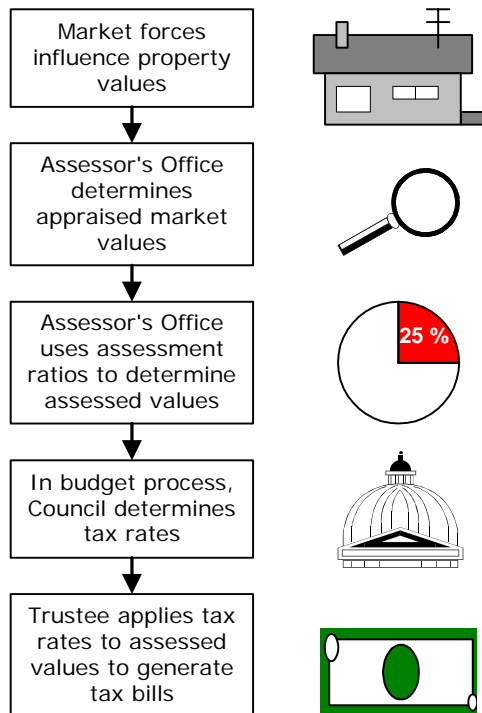 Market forces
influence property
values
Assessor's Office
determines
appraised market
values
Assessor's Office
uses assessment
ratios to determine
assessed values
25 %
In budget process,
Council determines
tax rates
Trustee applies tax
rates to assessed
values to generate
tax bills